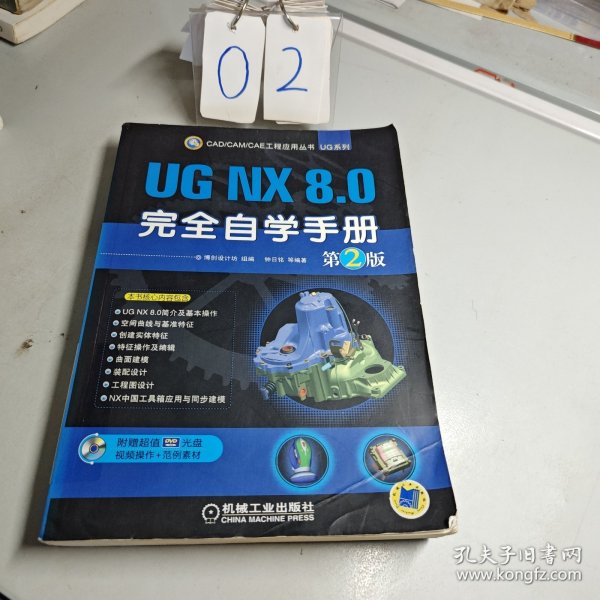 02
CAD/CAM/CAE工程应用丛书 UG系列
UG NX 8.0
完全自学手册
第2版
博创设计坊 组编 钟日铭 等编著
本书核心内容包含
UG NX 8.0简介及基本操作
空间曲线与基准特征
创建实体特征
特征操作及编辑
曲面建模
装配设计
工程图设计
NX中国工具箱应用与同步建模
附赠超值 DVD 光盘
视频操作+范例素材
机械工业出版社
CHINA MACHINE PRESS
孔夫子旧书网
www.kongfz.com